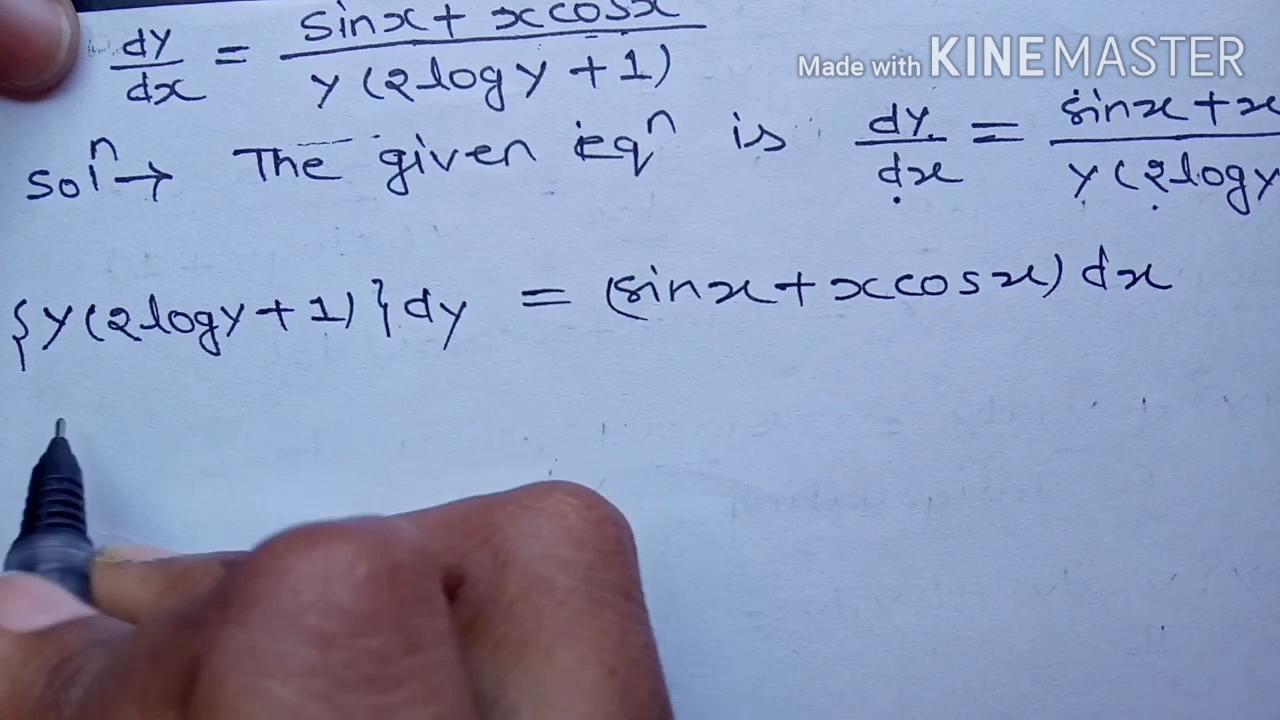 dy/dx = sinx + xcosx / y(2logy + 1)
Made with KINEMASTER
Solⁿ → The given eqⁿ is dy/dx = sinx + x / y(2logy
{y(2logy + 1)}dy = (sinx + xcosx)dx